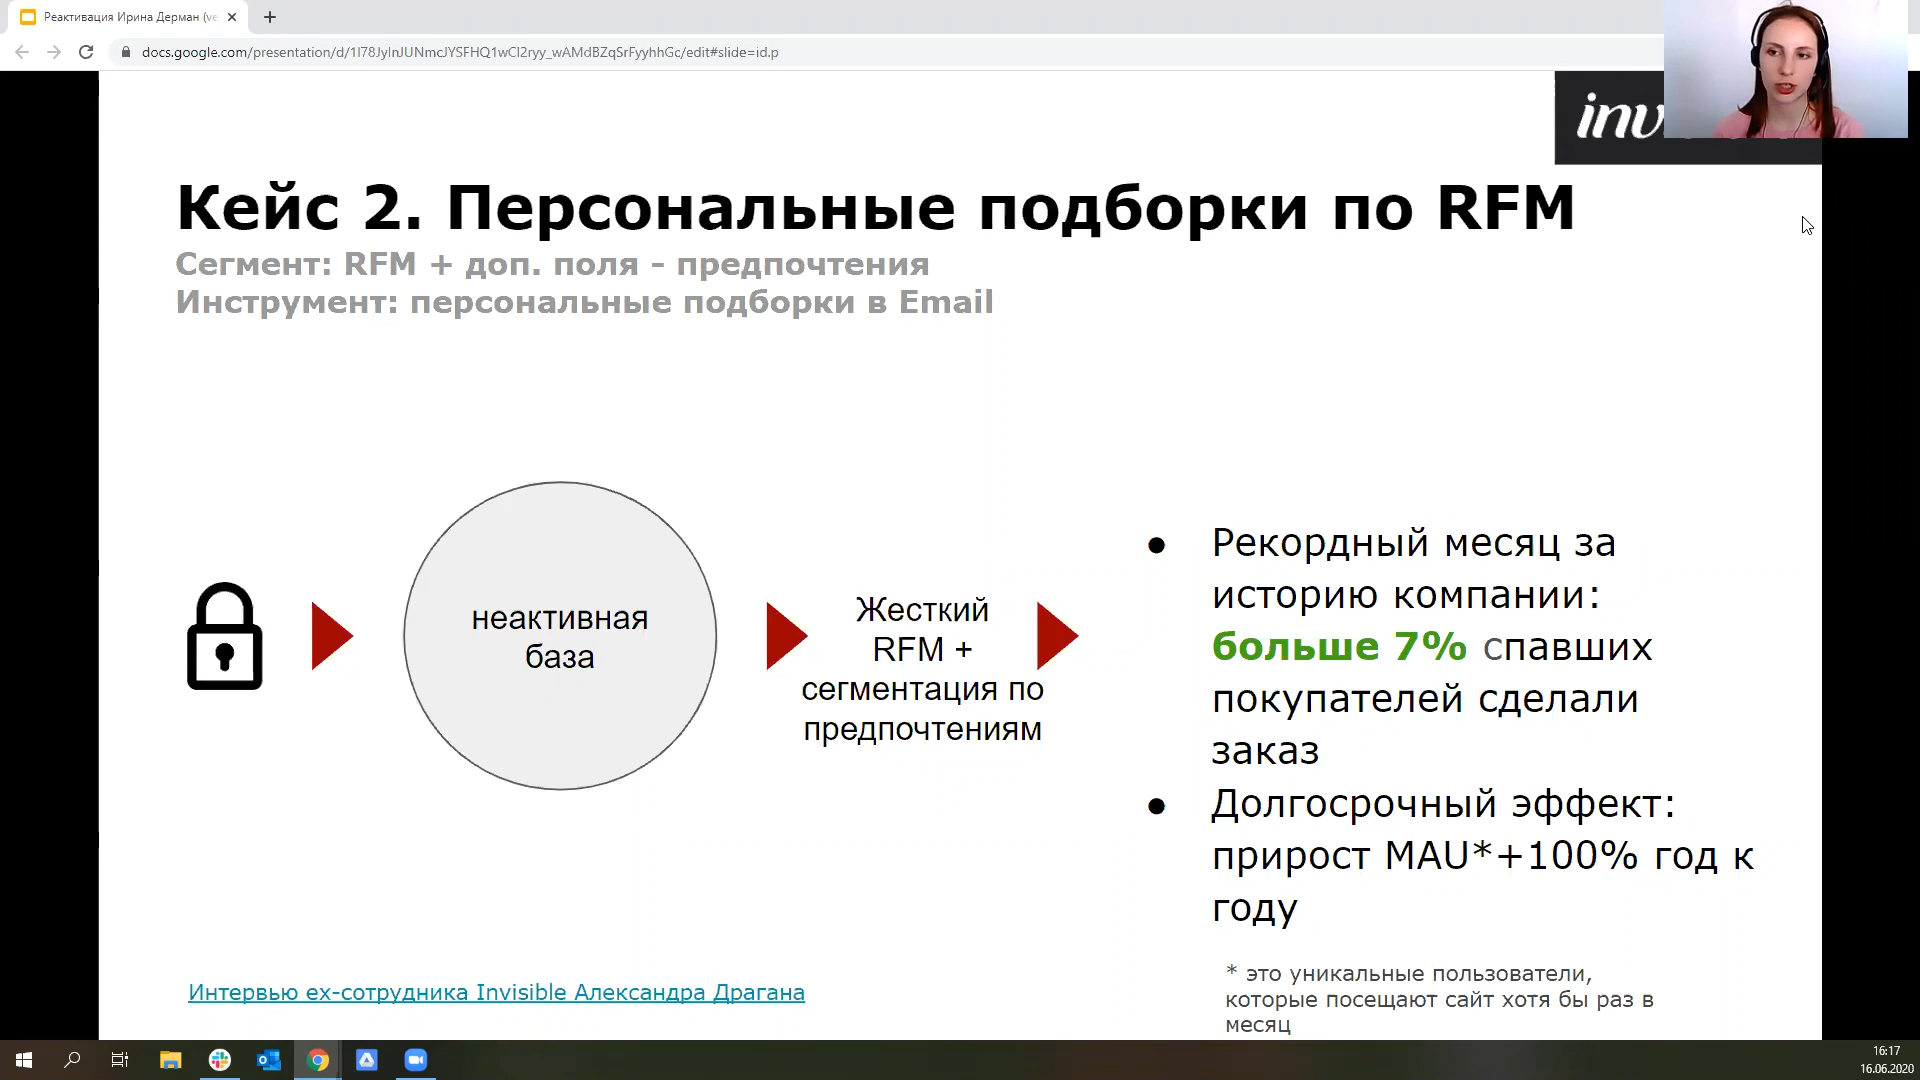 Реактивация Ирина Дерман (ve
docs.google.com/presentation/d/1I78JyInJUNmcJYSFHQ1wCl2ryy_wAMdBZqSrFyyhhGc/edit#slide=id.p
inv
Кейс 2. Персональные подборки по RFM
Сегмент: RFM + доп. поля - предпочтения
Инструмент: персональные подборки в Email
неактивная
база
Жесткий
RFM +
сегментация по
предпочтениям
● Рекордный месяц за
историю компании:
больше 7% спавших
покупателей сделали
заказ
● Долгосрочный эффект:
прирост MAU*+100% год к
году
* это уникальные пользователи,
которые посещают сайт хотя бы раз в
месяц
Интервью ex-сотрудника Invisible Александра Драгана
16:17
16.06.2020